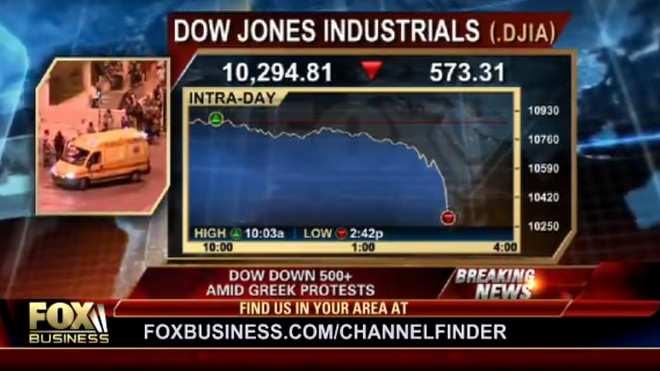 DOW JONES INDUSTRIALS (.DJIA)
10,294.81 573.31
INTRA-DAY
10930
10760
10590
10420
10250
HIGH 10:03a LOW 2:42p
10:00 1:00 4:00
DOW DOWN 500+
AMID GREEK PROTESTS
BREAKING
NEWS
FIND US IN YOUR AREA AT
FOX
BUSINESS
FOXBUSINESS.COM/CHANNELFINDER